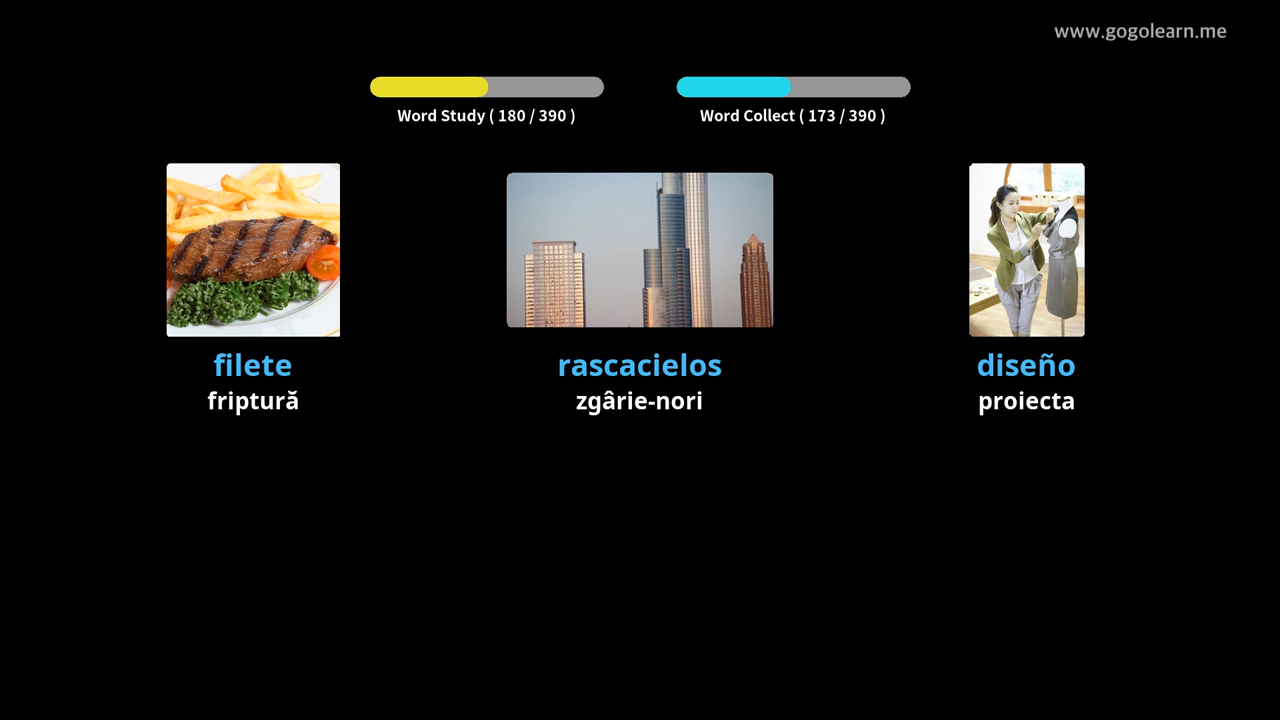 www.gogolearn.me
Word Study ( 180 / 390 )
Word Collect ( 173 / 390 )
filete
friptură
rascacielos
zgârie-nori
diseño
proiecta